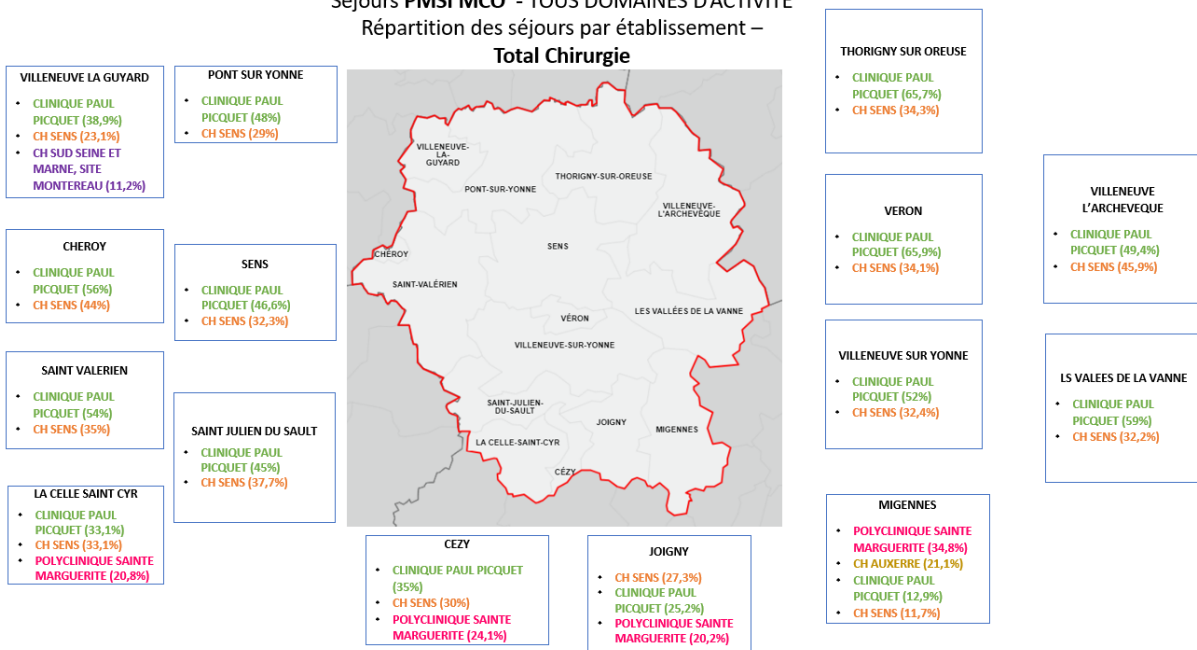 Séjours PMSI MCO - TOUS DOMAINES D'ACTIVITÉ
Répartition des séjours par établissement –
Total Chirurgie
VILLENEUVE LA GUYARD
• CLINIQUE PAUL
PICQUET (38,9%)
• CH SENS (23,1%)
• CH SUD SEINE ET
MARNE, SITE
MONTEREAU (11,2%)
PONT SUR YONNE
• CLINIQUE PAUL
PICQUET (48%)
• CH SENS (29%)
CHEROY
• CLINIQUE PAUL
PICQUET (56%)
• CH SENS (44%)
SENS
• CLINIQUE PAUL
PICQUET (46,6%)
• CH SENS (32,3%)
SAINT VALERIEN
• CLINIQUE PAUL
PICQUET (54%)
• CH SENS (35%)
SAINT JULIEN DU SAULT
• CLINIQUE PAUL
PICQUET (45%)
• CH SENS (37,7%)
LA CELLE SAINT CYR
• CLINIQUE PAUL
PICQUET (33,1%)
• CH SENS (33,1%)
• POLYCLINIQUE SAINTE
MARGUERITE (20,8%)
VILLENEUVE-
LA-
GUYARD
PONT-SUR-YONNE
THORIGNY-SUR-OREUSE
VILLENEUVE-
L'ARCHEVÊQUE
SENS
CHÉROY
SAINT-VALÉRIEN
LES VALLÉES DE LA VANNE
VÉRON
VILLENEUVE-SUR-YONNE
SAINT-JULIEN-
DU-SAULT
JOIGNY
MIGENNES
LA CELLE-SAINT-CYR
CÉZY
CEZY
• CLINIQUE PAUL PICQUET
(35%)
• CH SENS (30%)
• POLYCLINIQUE SAINTE
MARGUERITE (24,1%)
JOIGNY
• CH SENS (27,3%)
• CLINIQUE PAUL
PICQUET (25,2%)
• POLYCLINIQUE SAINTE
MARGUERITE (20,2%)
THORIGNY SUR OREUSE
• CLINIQUE PAUL
PICQUET (65,7%)
• CH SENS (34,3%)
VERON
• CLINIQUE PAUL
PICQUET (65,9%)
• CH SENS (34,1%)
VILLENEUVE
L'ARCHEVEQUE
• CLINIQUE PAUL
PICQUET (49,4%)
• CH SENS (45,9%)
VILLENEUVE SUR YONNE
• CLINIQUE PAUL
PICQUET (52%)
• CH SENS (32,4%)
LS VALEES DE LA VANNE
• CLINIQUE PAUL
PICQUET (59%)
• CH SENS (32,2%)
MIGENNES
• POLYCLINIQUE SAINTE
MARGUERITE (34,8%)
• CH AUXERRE (21,1%)
• CLINIQUE PAUL
PICQUET (12,9%)
• CH SENS (11,7%)